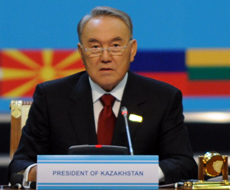 PRESIDENT OF KAZAKHSTAN